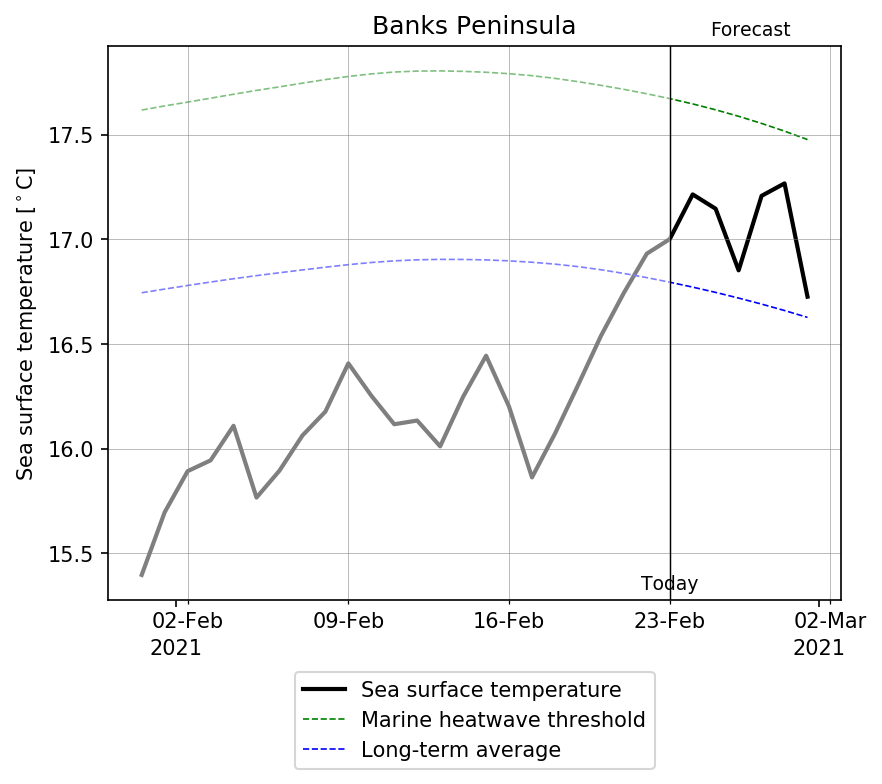 Banks Peninsula
Forecast
Sea surface temperature [°C]
17.5
17.0
16.5
16.0
15.5
Today
02-Feb 09-Feb 16-Feb 23-Feb 02-Mar
2021 2021
Sea surface temperature
Marine heatwave threshold
Long-term average